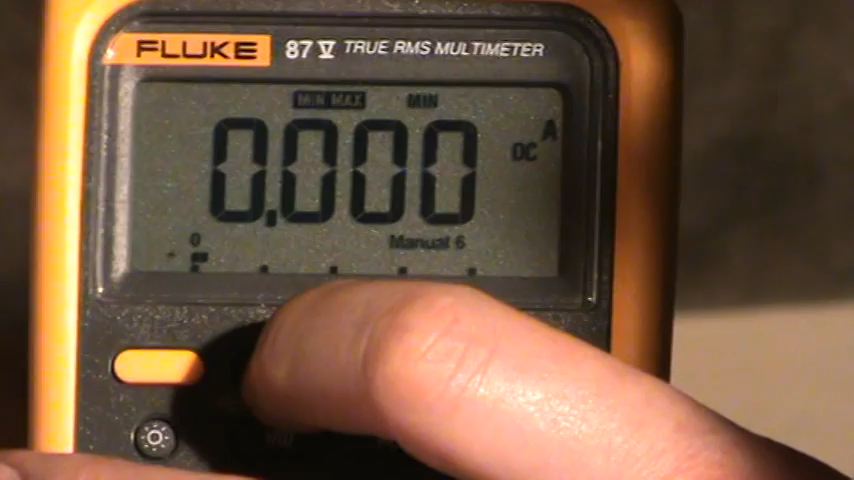 FLUKE 87 V TRUE RMS MULTIMETER
MIN MAX MIN
0.000 DC A
0 Manual 6